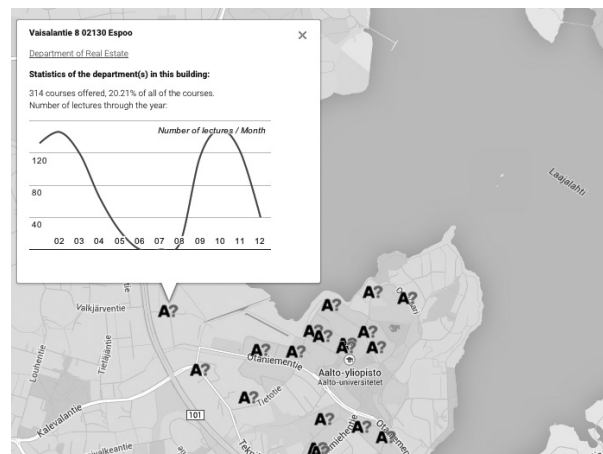 Vaisalantie 8 02130 Espoo
×
Department of Real Estate
Statistics of the department(s) in this building:
314 courses offered, 20.21% of all of the courses.
Number of lectures through the year:
Number of lectures / Month
120
80
40
02 03 04 05 06 07 08 09 10 11 12
Laajalahti
A?
A?
A?
A?
A?
Valkjärventie
A?
A?
A?
A?
A?
A?
A?
Otaniementie
Louhentie
Tietäjäntie
A?
Aalto-yliopisto
Aalto-universitetet
A?
Tietotie
101
Kalevalantie
A?
A?
A?
A?